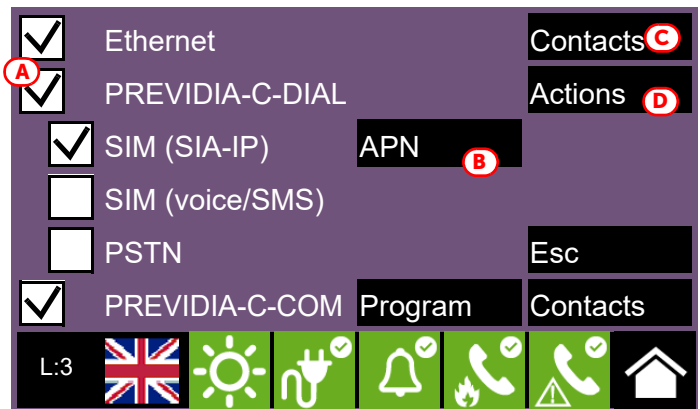 Ethernet Contacts C
A
PREVIDIA-C-DIAL Actions D
SIM (SIA-IP) APN B
SIM (voice/SMS)
PSTN Esc
PREVIDIA-C-COM Program Contacts
L:3